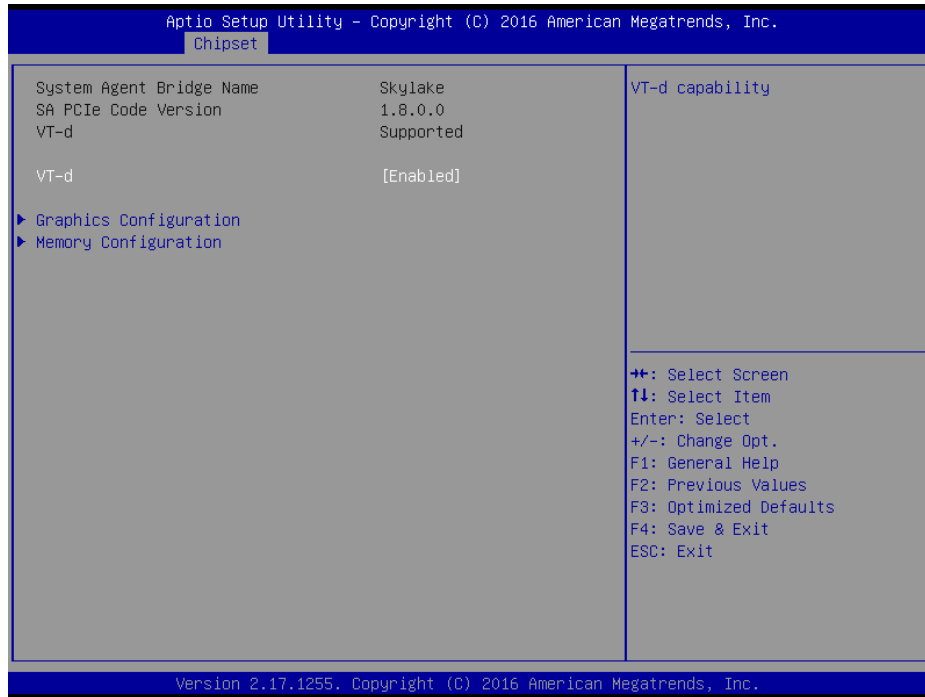 Aptio Setup Utility – Copyright (C) 2016 American Megatrends, Inc.
Chipset
System Agent Bridge Name Skylake
SA PCIe Code Version 1.8.0.0
VT-d Supported
VT-d [Enabled]
Graphics Configuration
Memory Configuration
VT-d capability
→←: Select Screen
↑↓: Select Item
Enter: Select
+/-: Change Opt.
F1: General Help
F2: Previous Values
F3: Optimized Defaults
F4: Save & Exit
ESC: Exit
Version 2.17.1255. Copyright (C) 2016 American Megatrends, Inc.